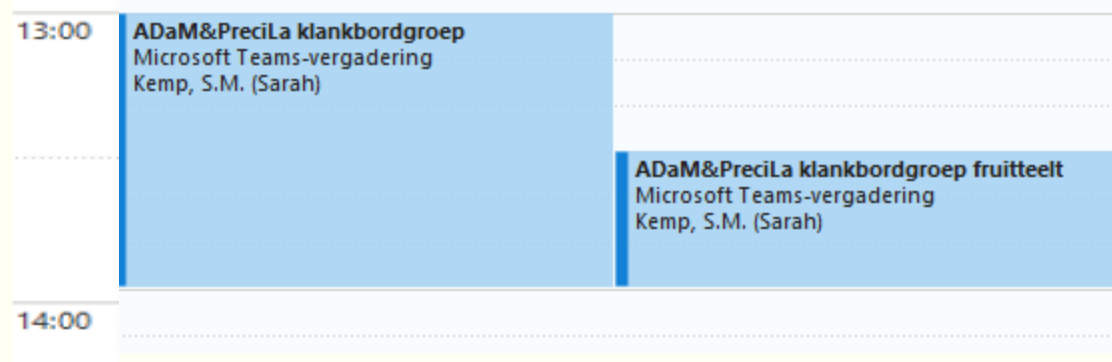 13:00
ADaM&PreciLa klankbordgroep
Microsoft Teams-vergadering
Kemp, S.M. (Sarah)
ADaM&PreciLa klankbordgroep fruitteelt
Microsoft Teams-vergadering
Kemp, S.M. (Sarah)
14:00